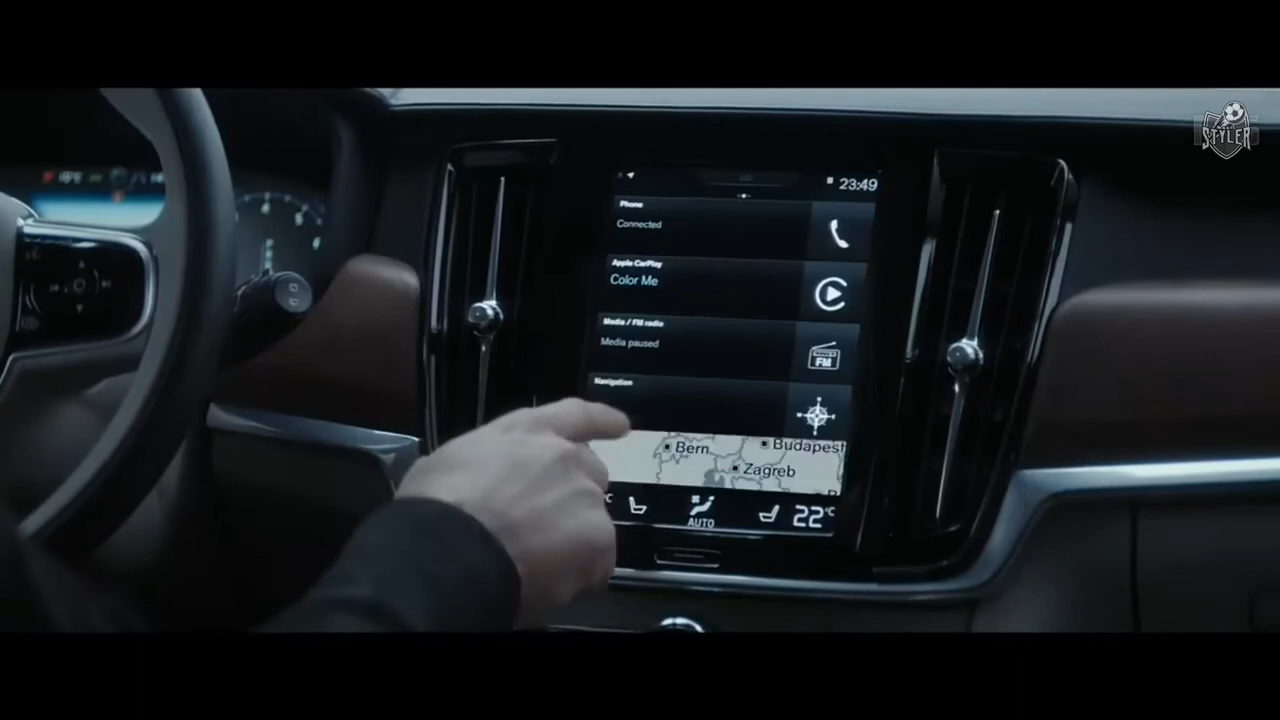 STYLER
23:49
Phone
Connected
Apple CarPlay
Color Me
Media / FM radio
Media paused
FM
Navigation
Bern
Budapest
Zagreb
AUTO
22°C